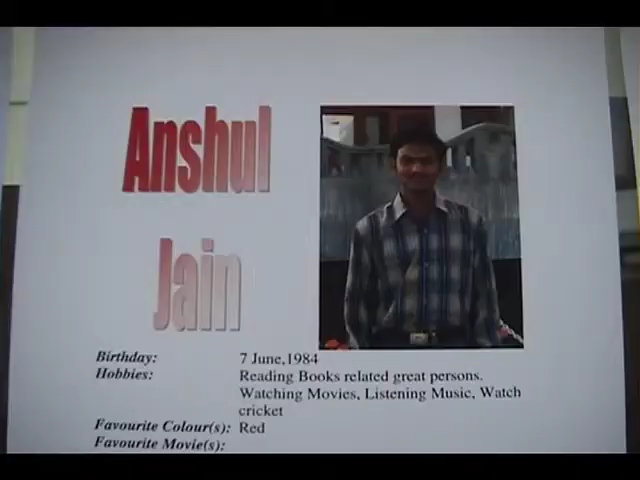 Anshul
Jain
Birthday: 7 June,1984
Hobbies: Reading Books related great persons.
Watching Movies, Listening Music, Watch
cricket
Favourite Colour(s): Red
Favourite Movie(s):